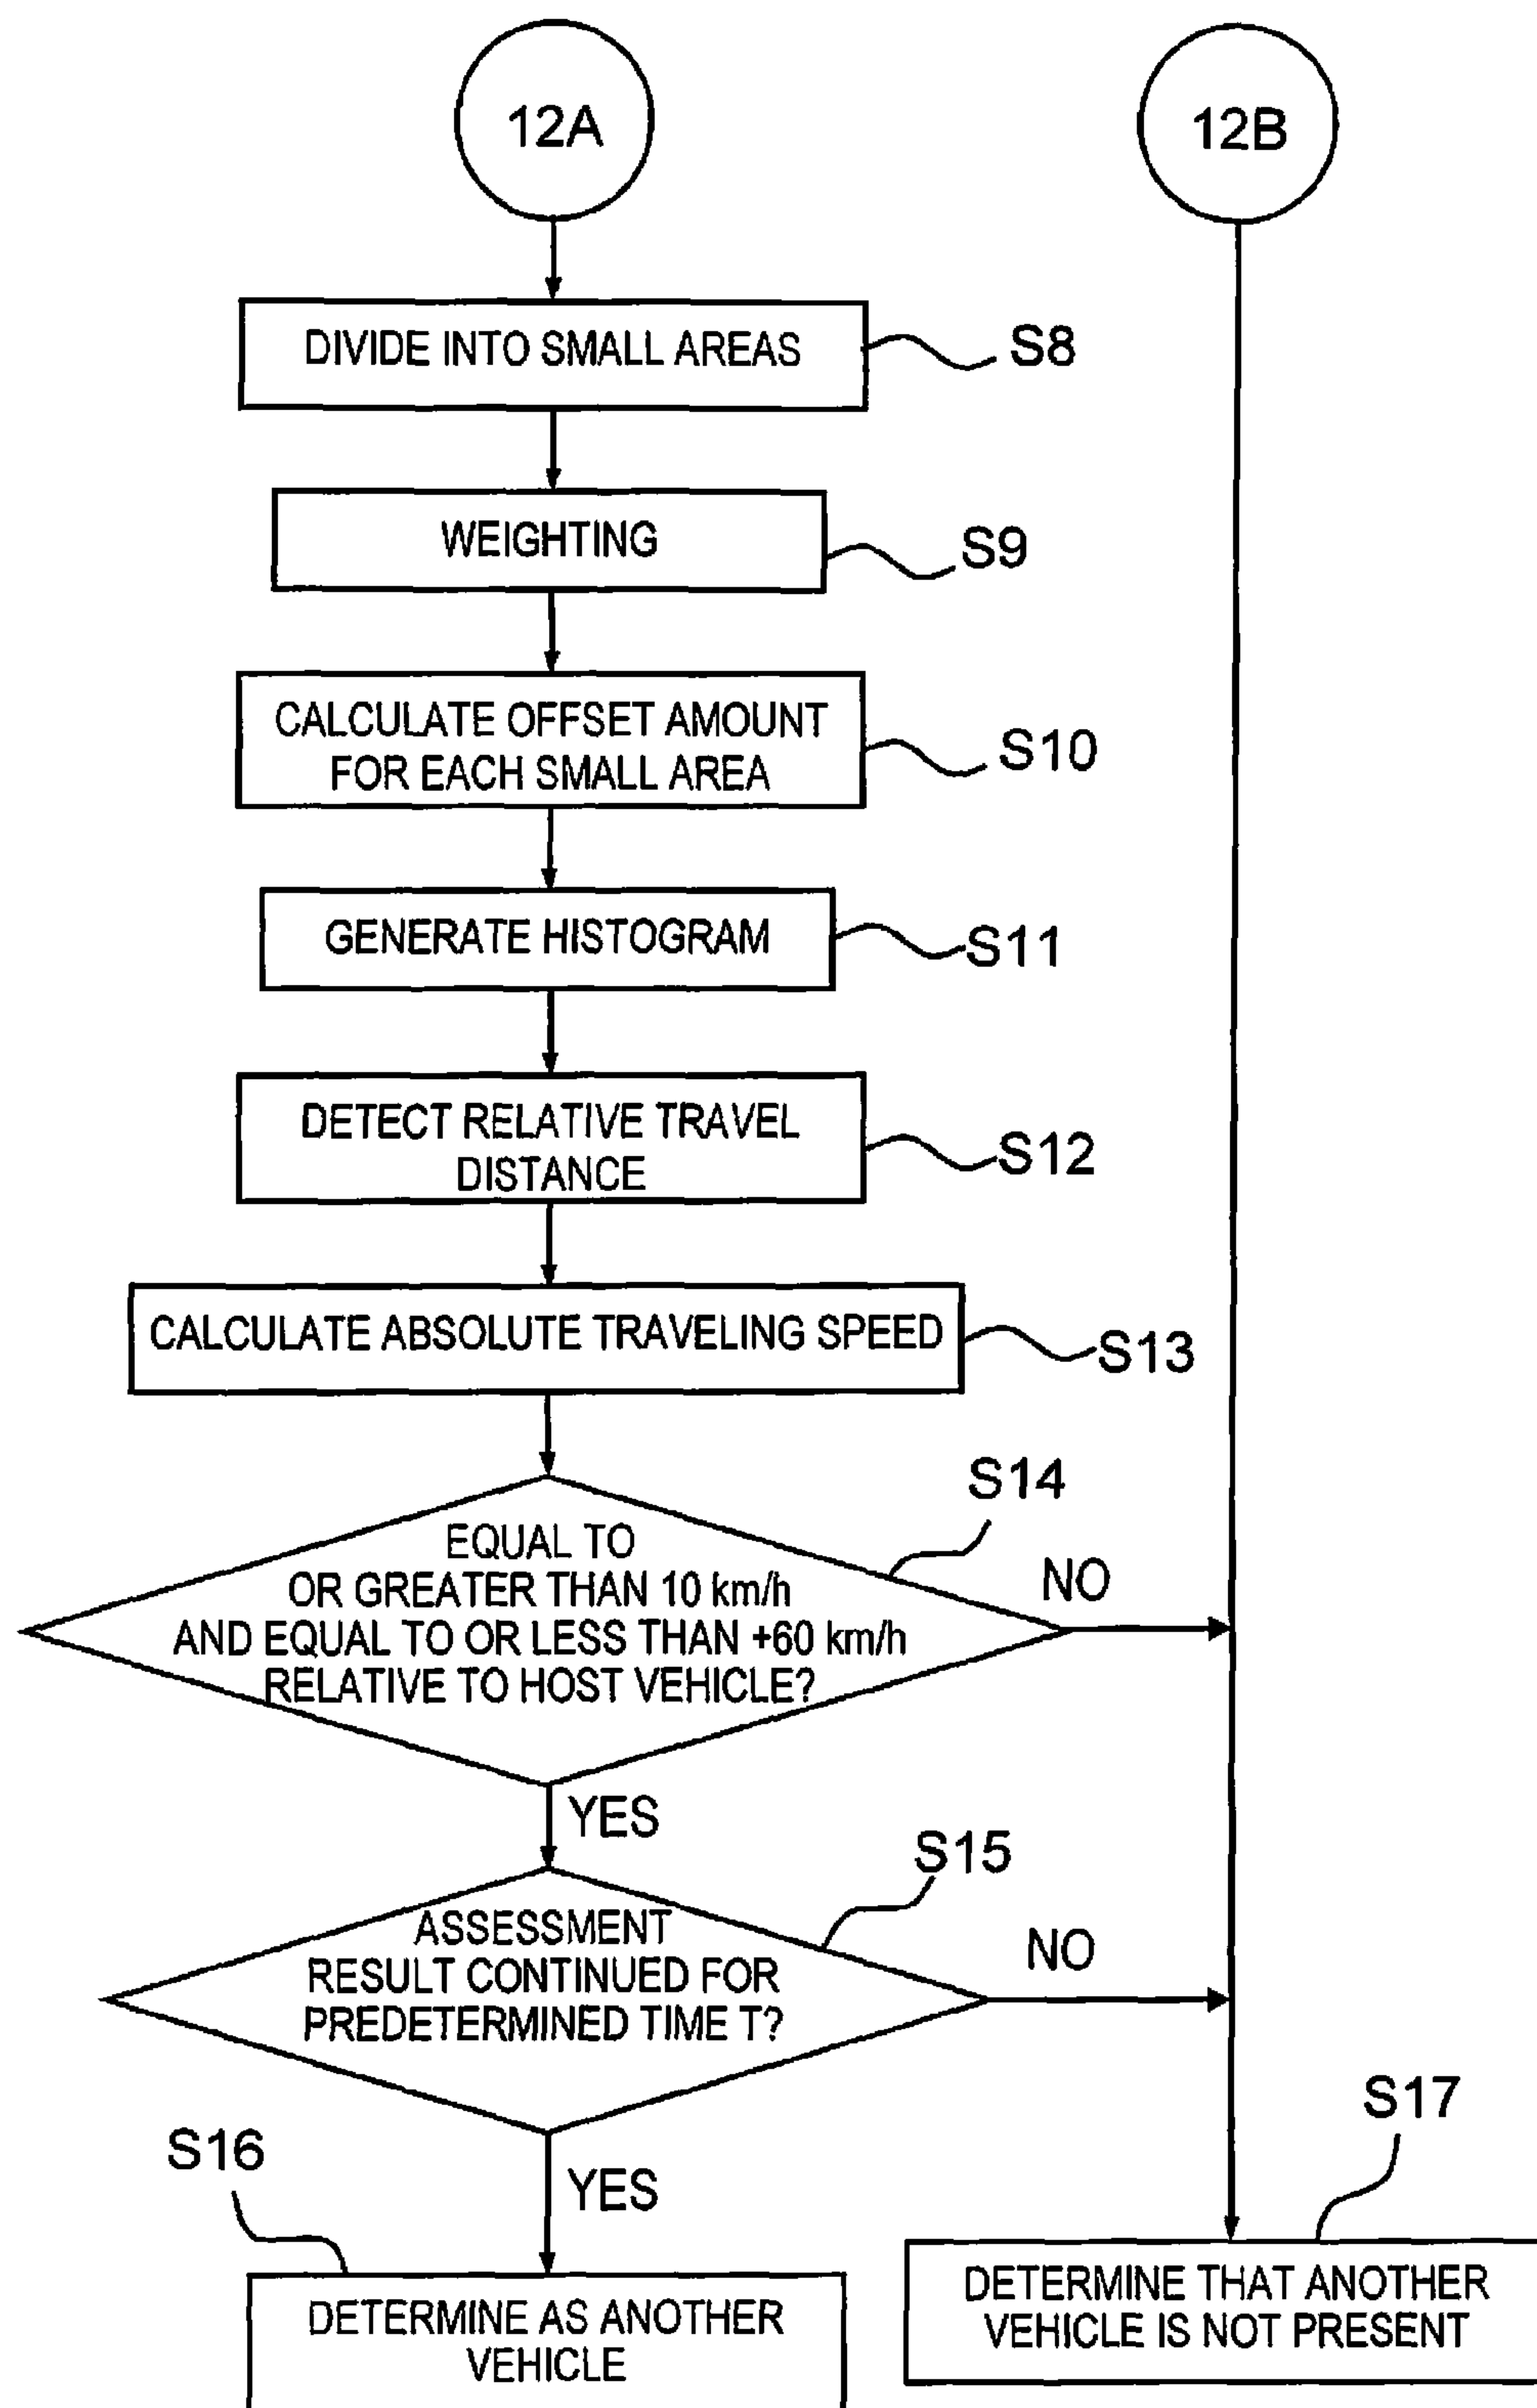 12A
12B
DIVIDE INTO SMALL AREAS
S8
WEIGHTING
S9
CALCULATE OFFSET AMOUNT
FOR EACH SMALL AREA
S10
GENERATE HISTOGRAM
S11
DETECT RELATIVE TRAVEL
DISTANCE
S12
CALCULATE ABSOLUTE TRAVELING SPEED
S13
S14
EQUAL TO
OR GREATER THAN 10 km/h
AND EQUAL TO OR LESS THAN +60 km/h
RELATIVE TO HOST VEHICLE?
NO
YES
S15
ASSESSMENT
RESULT CONTINUED FOR
PREDETERMINED TIME T?
NO
YES
S16
DETERMINE AS ANOTHER
VEHICLE
S17
DETERMINE THAT ANOTHER
VEHICLE IS NOT PRESENT